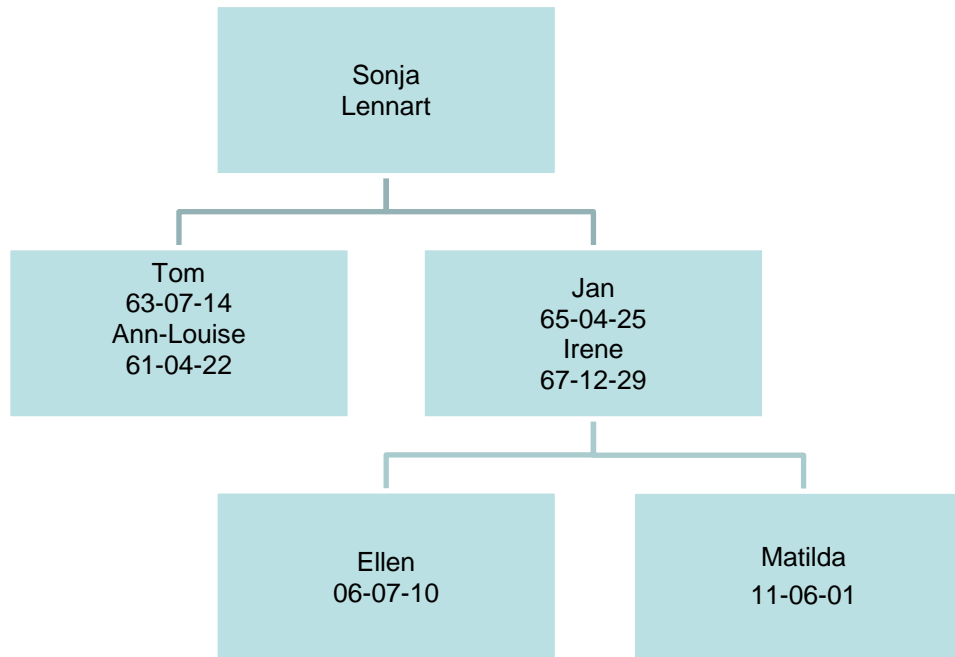 Sonja
Lennart
Tom
63-07-14
Ann-Louise
61-04-22
Jan
65-04-25
Irene
67-12-29
Ellen
06-07-10
Matilda
11-06-01